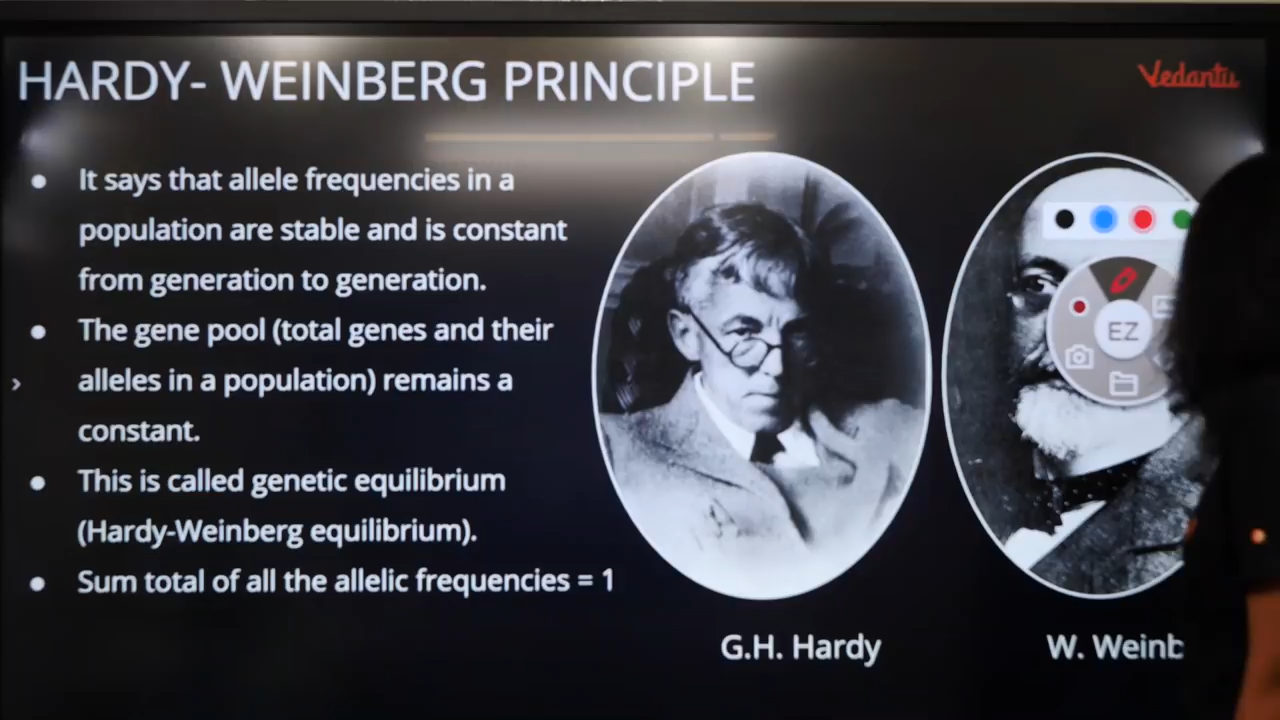 HARDY- WEINBERG PRINCIPLE
Vedantu
It says that allele frequencies in a
population are stable and is constant
from generation to generation.
The gene pool (total genes and their
alleles in a population) remains a
constant.
This is called genetic equilibrium
(Hardy-Weinberg equilibrium).
Sum total of all the allelic frequencies = 1
EZ
G.H. Hardy
W. Weinb